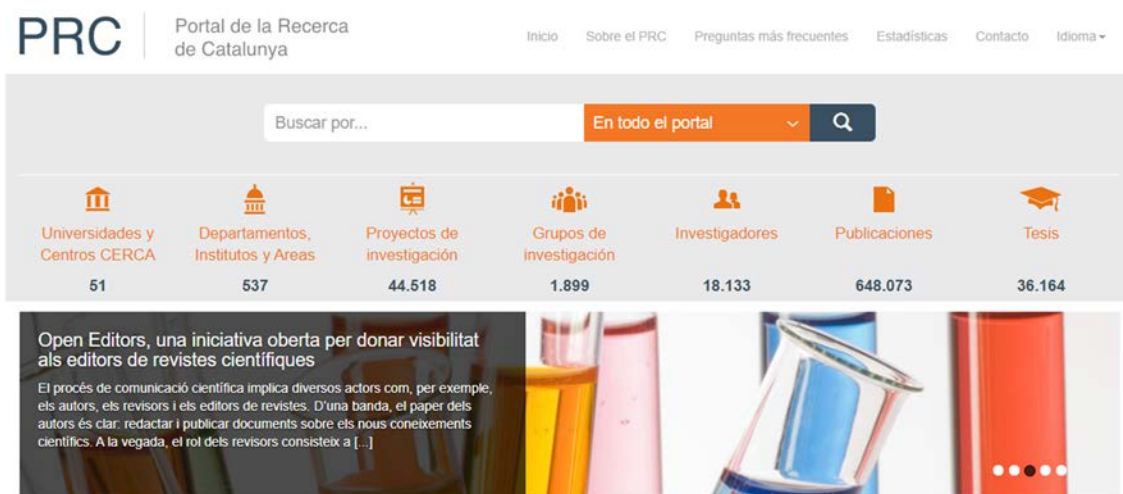 PRC
Portal de la Recerca
de Catalunya
Inicio Sobre el PRC Preguntas más frecuentes Estadísticas Contacto Idioma
Buscar por...
En todo el portal
Universidades y
Centros CERCA
51
Departamentos,
Institutos y Areas
537
Proyectos de
investigación
44.518
Grupos de
investigación
1.899
Investigadores
18.133
Publicaciones
648.073
Tesis
36.164
Open Editors, una iniciativa oberta per donar visibilitat
als editors de revistes científiques
El procés de comunicació científica implica diversos actors com, per exemple,
els autors, els revisors i els editors de revistes. D'una banda, el paper dels
autors és clar: redactar i publicar documents sobre els nous coneixements
científics. A la vegada, el rol dels revisors consisteix a [...]